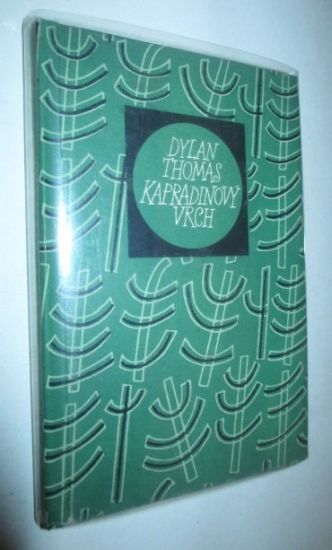 DYLAN
THOMAS
KAPRADINOVÝ
VRCH